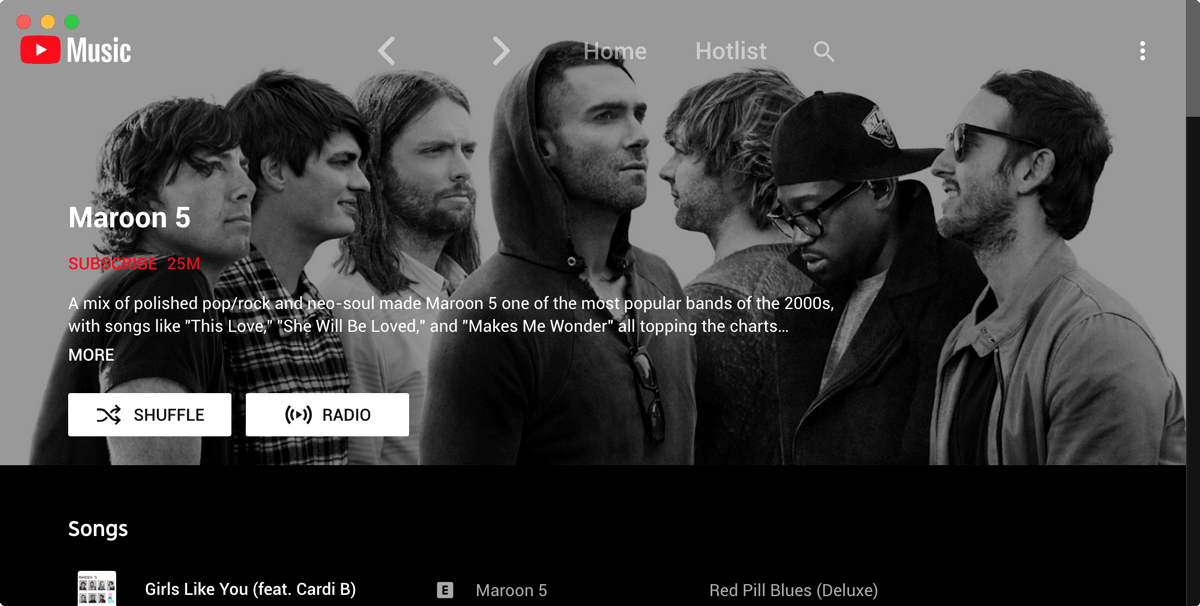 Music
Home
Hotlist
Maroon 5
SUBSCRIBE 25M
A mix of polished pop/rock and neo-soul made Maroon 5 one of the most popular bands of the 2000s,
with songs like "This Love," "She Will Be Loved," and "Makes Me Wonder" all topping the charts...
MORE
SHUFFLE
RADIO
Songs
Girls Like You (feat. Cardi B)
E
Maroon 5
Red Pill Blues (Deluxe)